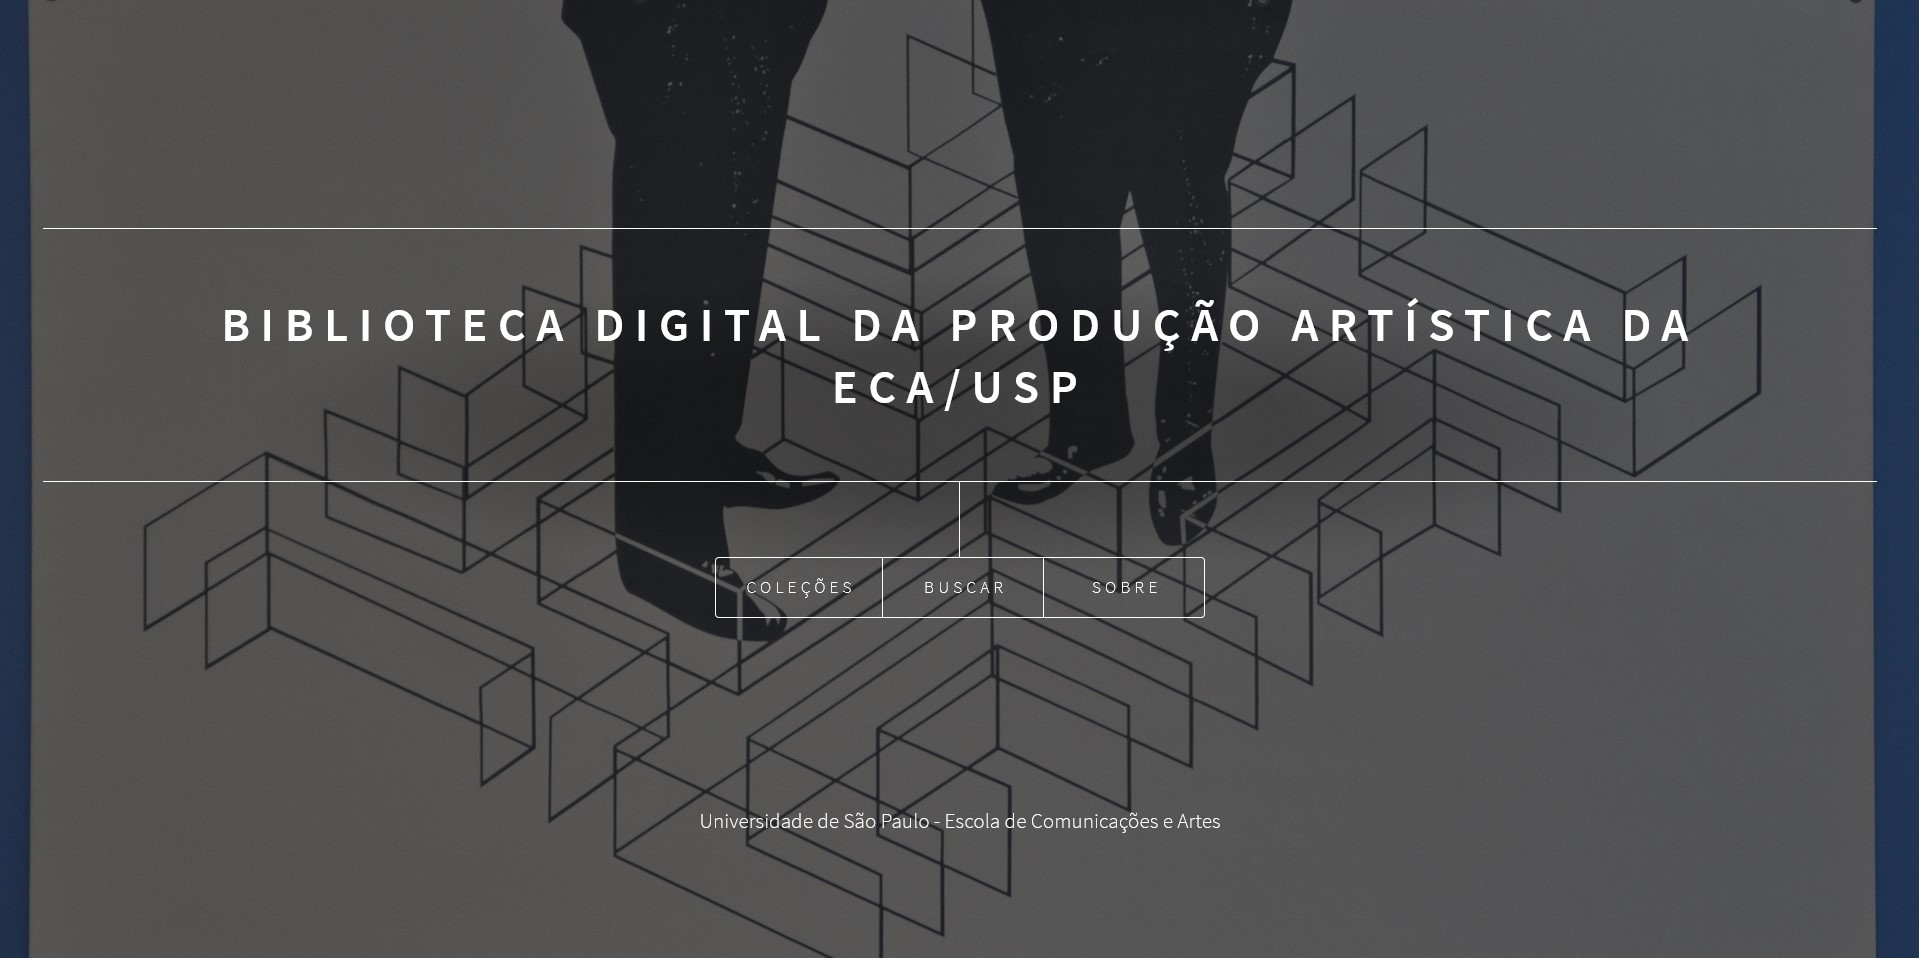 BIBLIOTECA DIGITAL DA PRODUÇÃO ARTÍSTICA DA
ECA/USP
COLEÇÕES
BUSCAR
SOBRE
Universidade de São Paulo - Escola de Comunicações e Artes